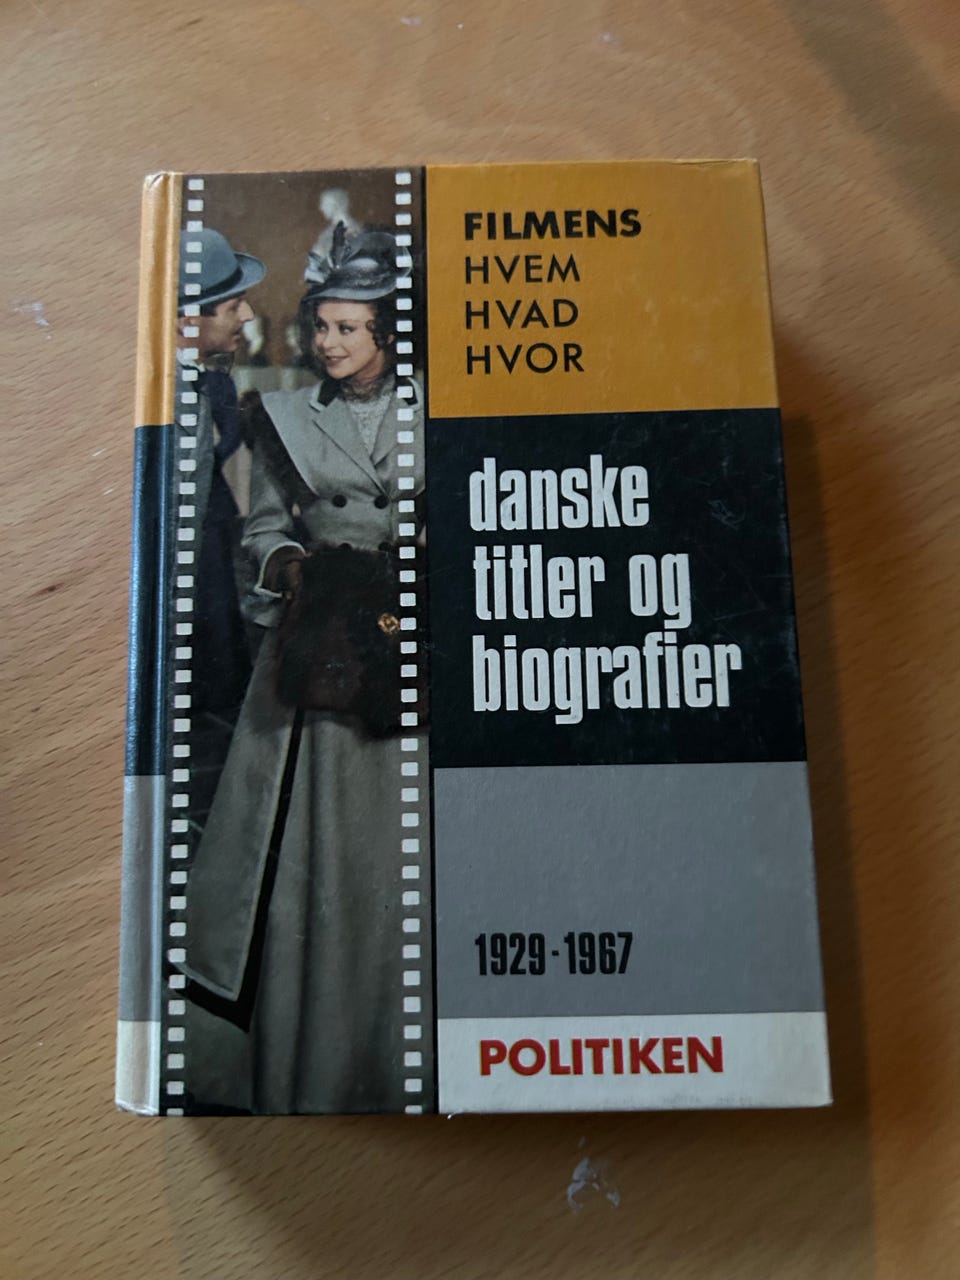 FILMENS
HVEM
HVAD
HVOR
danske
titler og
biografier
1929-1967
POLITIKEN